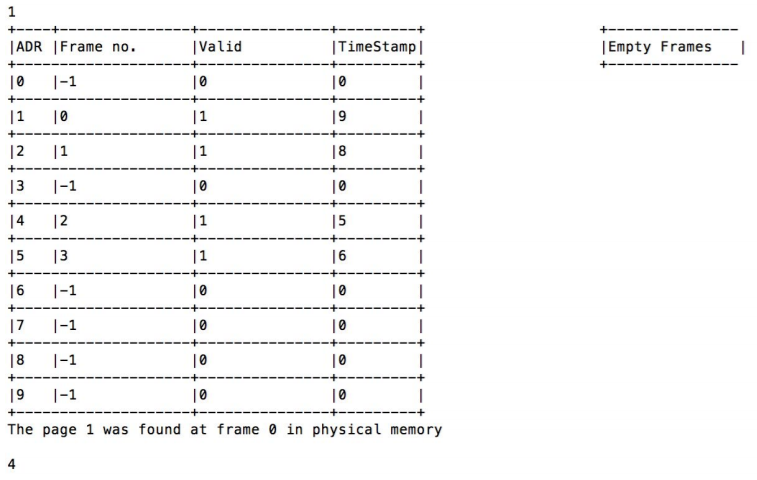 1
+----+---------------+---------------+---------+ +---------------
|ADR |Frame no. |Valid |TimeStamp| |Empty Frames |
+--------------------+---------------+---------+ +---------------
|0 |-1 |0 |0 |
+--------------------+---------------+---------+
|1 |0 |1 |9 |
+--------------------+---------------+---------+
|2 |1 |1 |8 |
+--------------------+---------------+---------+
|3 |-1 |0 |0 |
+--------------------+---------------+---------+
|4 |2 |1 |5 |
+--------------------+---------------+---------+
|5 |3 |1 |6 |
+--------------------+---------------+---------+
|6 |-1 |0 |0 |
+--------------------+---------------+---------+
|7 |-1 |0 |0 |
+--------------------+---------------+---------+
|8 |-1 |0 |0 |
+--------------------+---------------+---------+
|9 |-1 |0 |0 |
+--------------------+---------------+---------+
The page 1 was found at frame 0 in physical memory
4